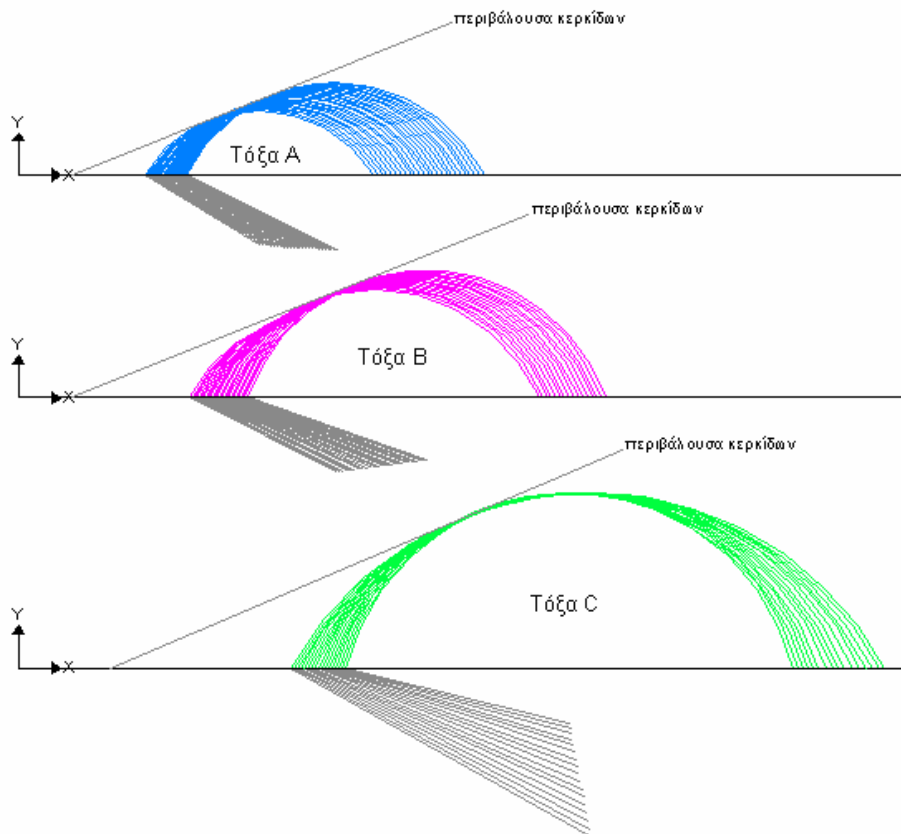 περιβάλουσα κερκίδων
Y
X
Τόξα A
περιβάλουσα κερκίδων
Y
X
Τόξα B
περιβάλουσα κερκίδων
Y
X
Τόξα C